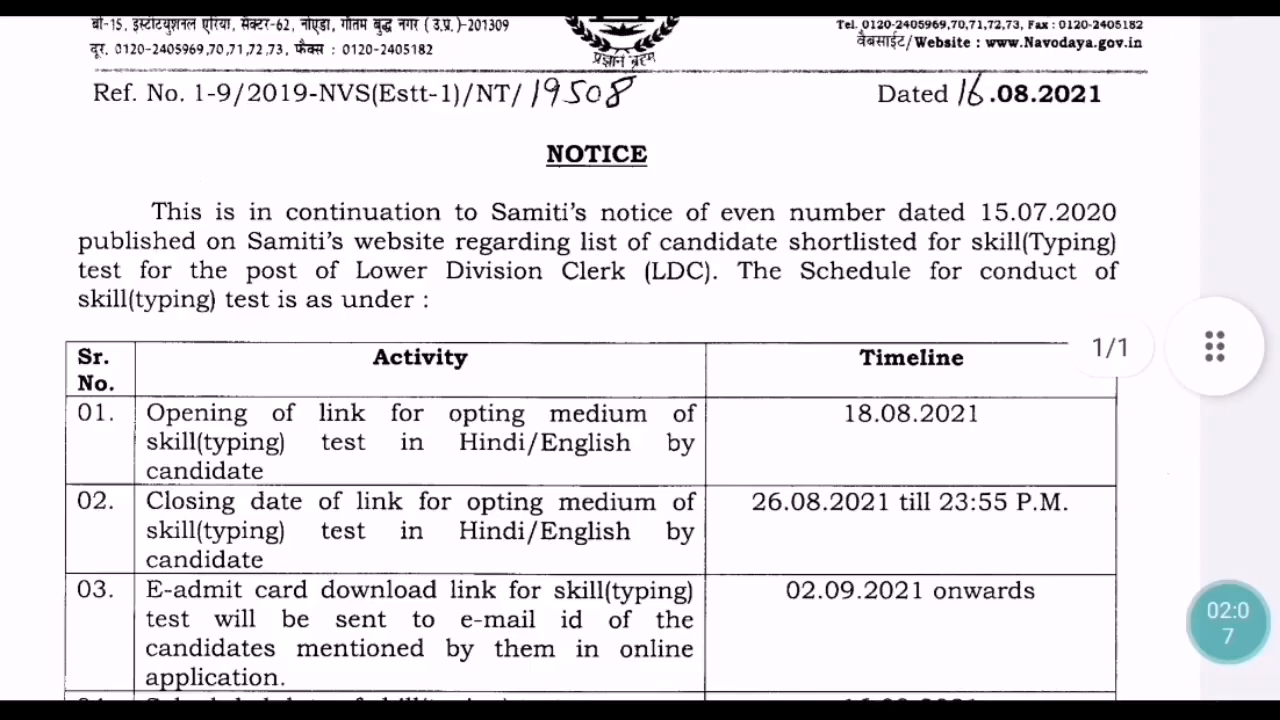 बी-15, इंस्टीटयुशनल एरिया, सैक्टर-62, नौएडा, गौतम बुद्ध नगर (उ.प्र.)-201309
दूर. 0120-2405969,70,71,72,73, फैक्स : 0120-2405182
प्रज्ञानं ब्रह्म
Tel. 0120-2405969,70,71,72,73, Fax : 0120-2405182
वैबसाईट/Website : www.Navodaya.gov.in
Ref. No. 1-9/2019-NVS(Estt-1)/NT/19508
Dated 16.08.2021
NOTICE
This is in continuation to Samiti's notice of even number dated 15.07.2020
published on Samiti's website regarding list of candidate shortlisted for skill(Typing)
test for the post of Lower Division Clerk (LDC). The Schedule for conduct of
skill(typing) test is as under :
Sr. Activity Timeline
No.
1/1
01. Opening of link for opting medium of 18.08.2021
skill(typing) test in Hindi/English by
candidate
02. Closing date of link for opting medium of 26.08.2021 till 23:55 P.M.
skill(typing) test in Hindi/English by
candidate
03. E-admit card download link for skill(typing) 02.09.2021 onwards
test will be sent to e-mail id of the
candidates mentioned by them in online
application.
02:0
7